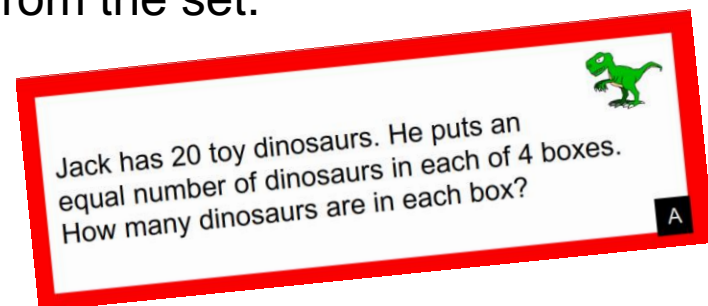 from the set.
Jack has 20 toy dinosaurs. He puts an
equal number of dinosaurs in each of 4 boxes.
How many dinosaurs are in each box?
A